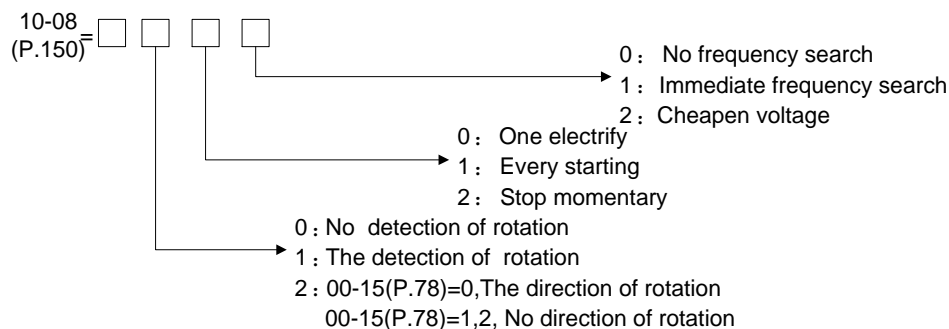 10-08
(P.150)=
0： No frequency search
1： Immediate frequency search
2： Cheapen voltage
0： One electrify
1： Every starting
2： Stop momentary
0：No detection of rotation
1：The detection of rotation
2：00-15(P.78)=0,The direction of rotation
00-15(P.78)=1,2, No direction of rotation